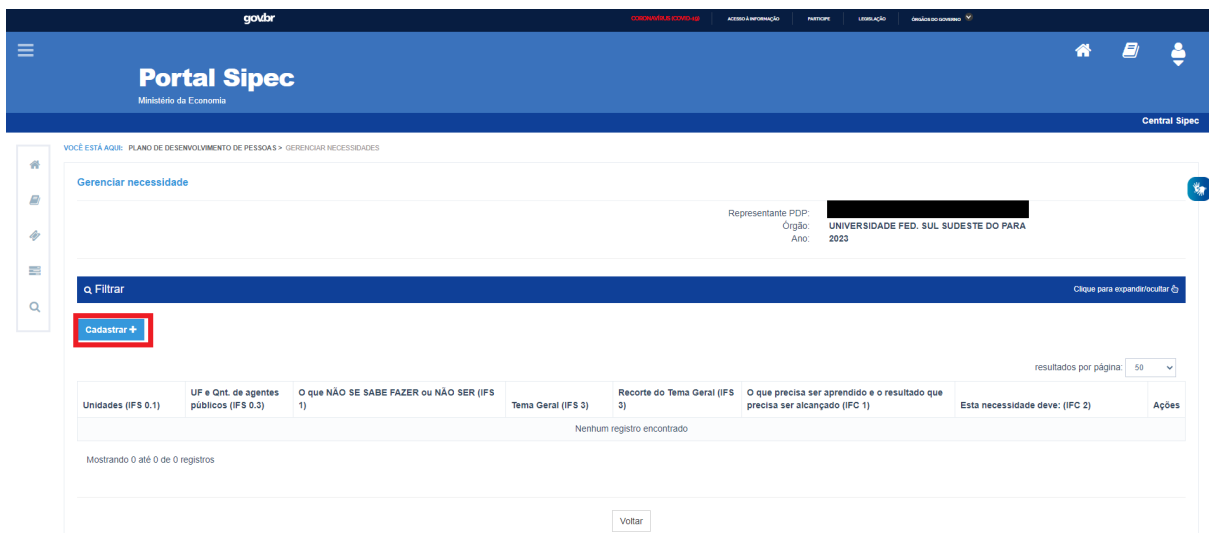 gov.br
CORONAVÍRUS (COVID-19) ACESSO À INFORMAÇÃO PARTICIPE LEGISLAÇÃO ÓRGÃOS DO GOVERNO
Portal Sipec
Ministério da Economia
Central Sipec
VOCÊ ESTÁ AQUI: PLANO DE DESENVOLVIMENTO DE PESSOAS > GERENCIAR NECESSIDADES
Gerenciar necessidade
Representante PDP:
Órgão: UNIVERSIDADE FED. SUL SUDESTE DO PARA
Ano: 2023
Filtrar Clique para expandir/ocultar
Cadastrar +
resultados por página: 50
Unidades (IFS 0.1) UF e Qnt. de agentes públicos (IFS 0.3) O que NÃO SE SABE FAZER ou NÃO SER (IFS 1) Tema Geral (IFS 3) Recorte do Tema Geral (IFS 3) O que precisa ser aprendido e o resultado que precisa ser alcançado (IFC 1) Esta necessidade deve: (IFC 2) Ações
Nenhum registro encontrado
Mostrando 0 até 0 de 0 registros
Voltar